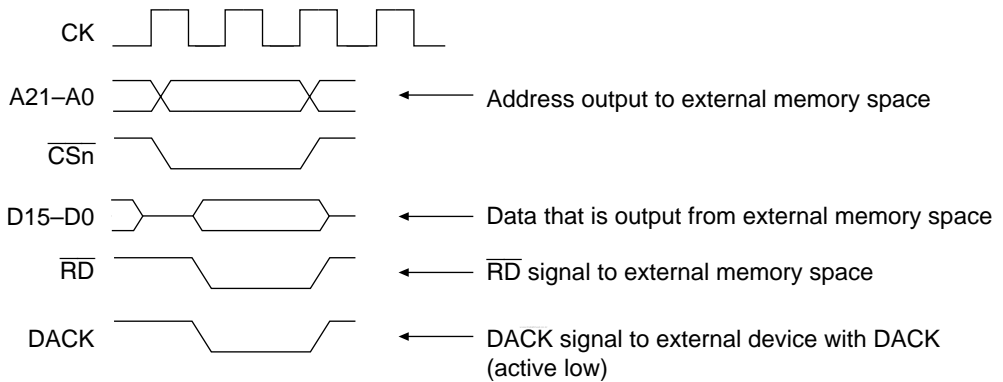 CK
A21–A0
Address output to external memory space
CSn
D15–D0
Data that is output from external memory space
RD
RD signal to external memory space
DACK
DACK signal to external device with DACK
(active low)